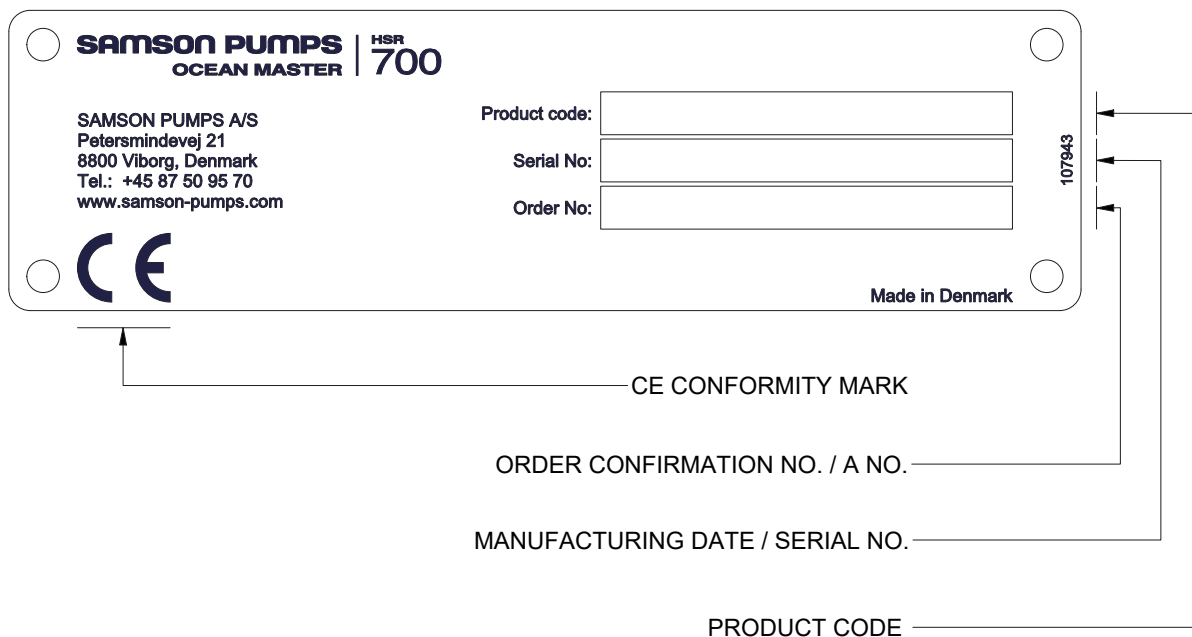 SAMSON PUMPS
OCEAN MASTER
HSR
700
SAMSON PUMPS A/S
Petersmindevej 21
8800 Viborg, Denmark
Tel.: +45 87 50 95 70
www.samson-pumps.com
Product code:
Serial No:
Order No:
107943
CE
Made in Denmark
CE CONFORMITY MARK
ORDER CONFIRMATION NO. / A NO.
MANUFACTURING DATE / SERIAL NO.
PRODUCT CODE